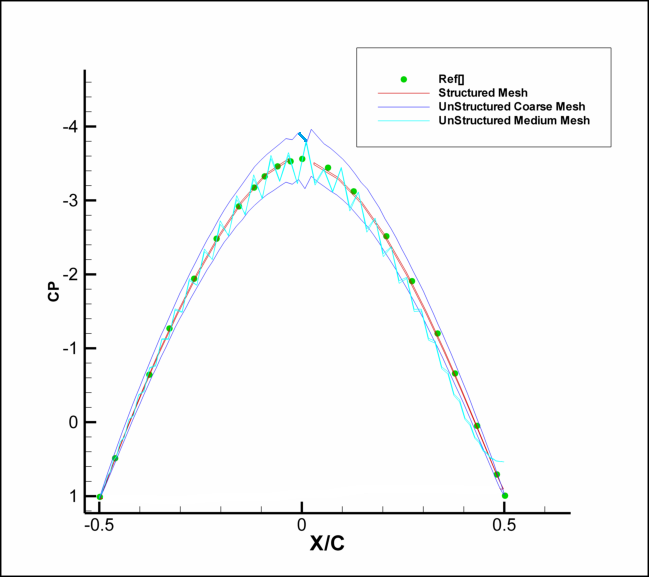 Ref[]
Structured Mesh
UnStructured Coarse Mesh
UnStructured Medium Mesh
-4
-3
-2
-1
0
1
CP
-0.5 0 0.5
X/C